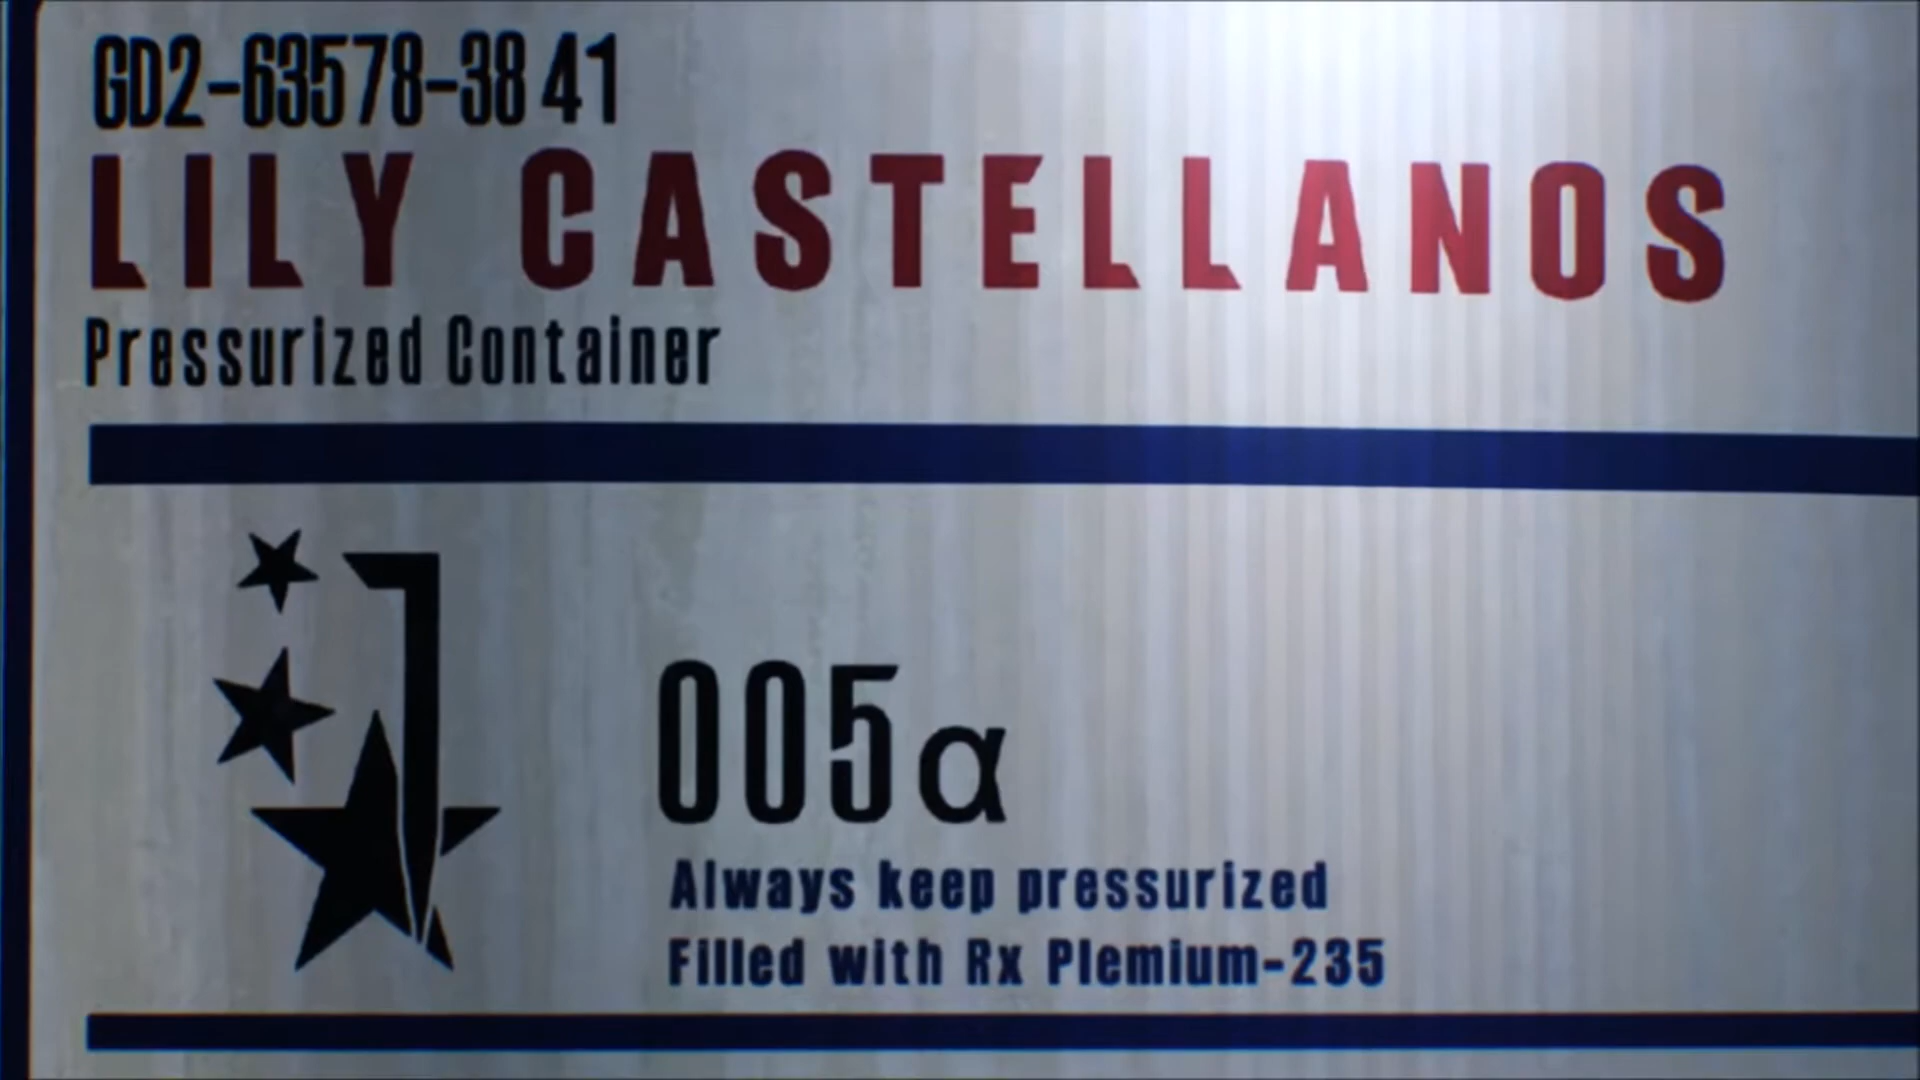 GD2-63578-38 41
LILY CASTELLANOS
Pressurized Container
005α
Always keep pressurized
Filled with Rx Plemium-235